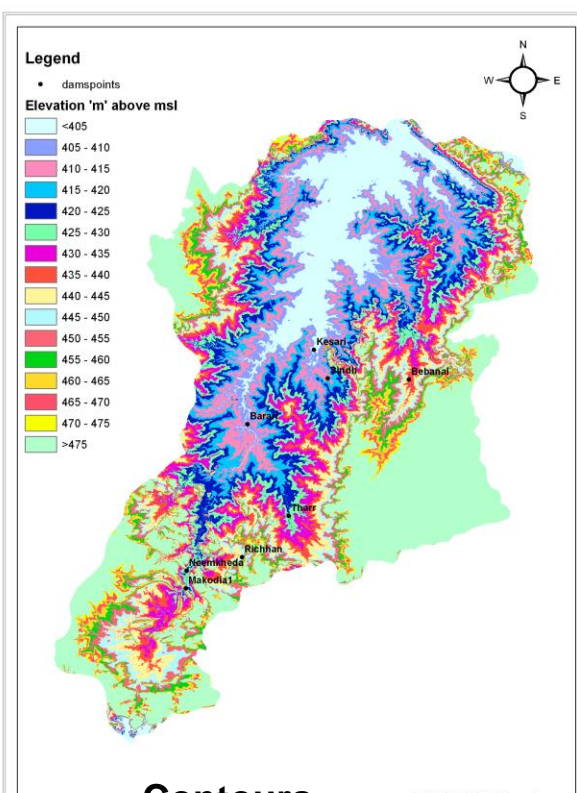 Legend
damspoints
Elevation 'm' above msl
<405
405 - 410
410 - 415
415 - 420
420 - 425
425 - 430
430 - 435
435 - 440
440 - 445
445 - 450
450 - 455
455 - 460
460 - 465
465 - 470
470 - 475
>475
N
W E
S
Kesari
Sindh
Bebanai
Barari
Tharr
Richhan
Neemkheda
Makodia1
Contours